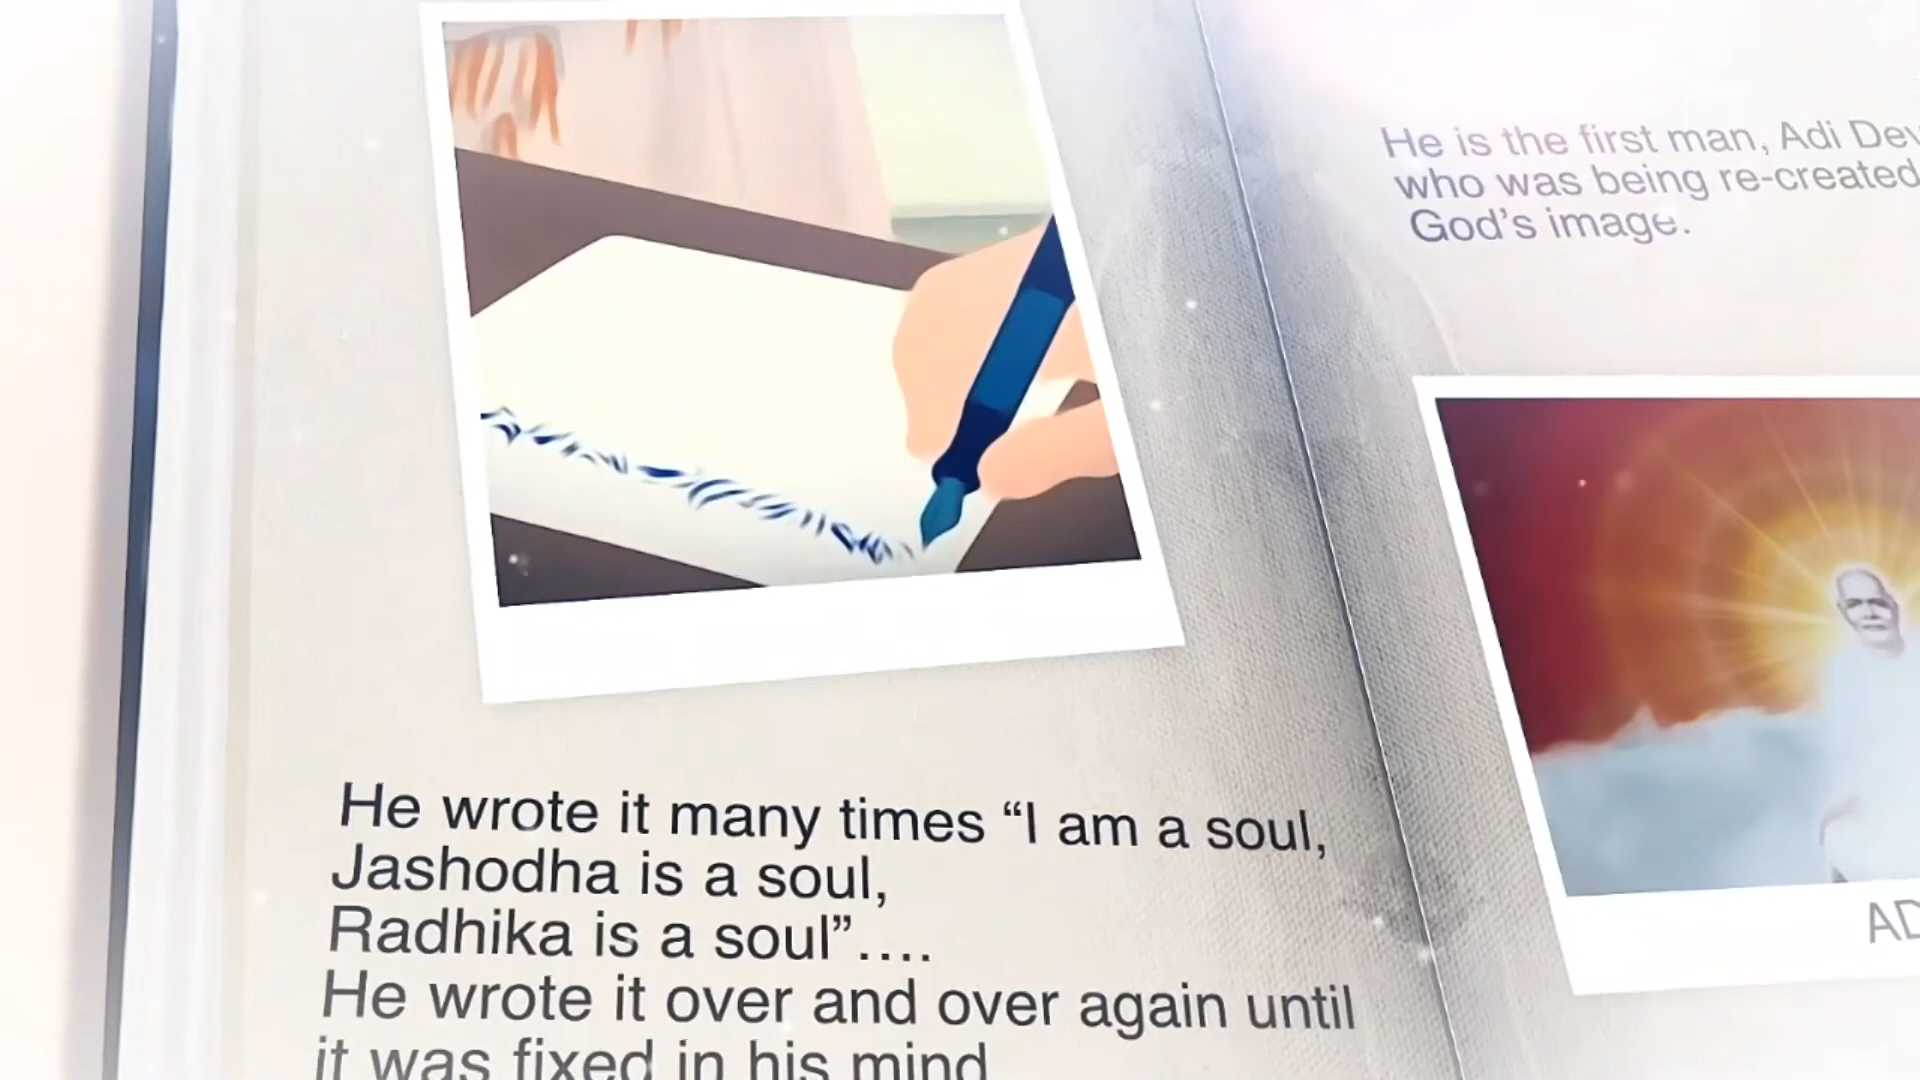 He wrote it many times “I am a soul,
Jashodha is a soul,
Radhika is a soul”....
He wrote it over and over again until
it was fixed in his mind
He is the first man, Adi
who was being re-created
God’s image.